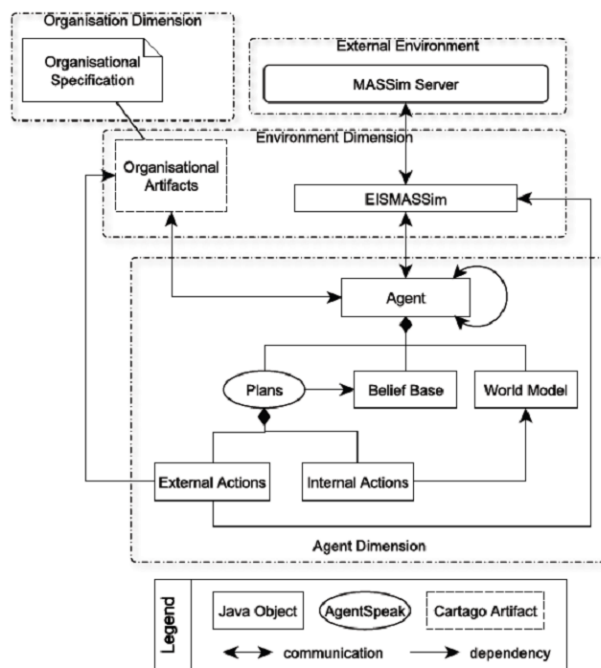 Organisation Dimension
Organisational
Specification
External Environment
MASSim Server
Environment Dimension
Organisational
Artifacts
EISMASSim
Agent
Plans
Belief Base
World Model
External Actions
Internal Actions
Agent Dimension
Legend
Java Object
AgentSpeak
Cartago Artifact
communication
dependency